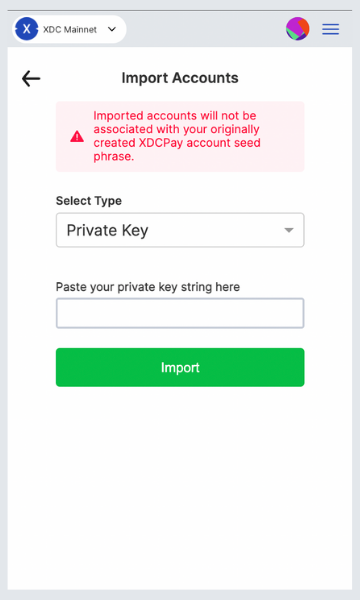 X XDC Mainnet
Import Accounts
Imported accounts will not be
associated with your originally
created XDCPay account seed
phrase.
Select Type
Private Key
Paste your private key string here
Import